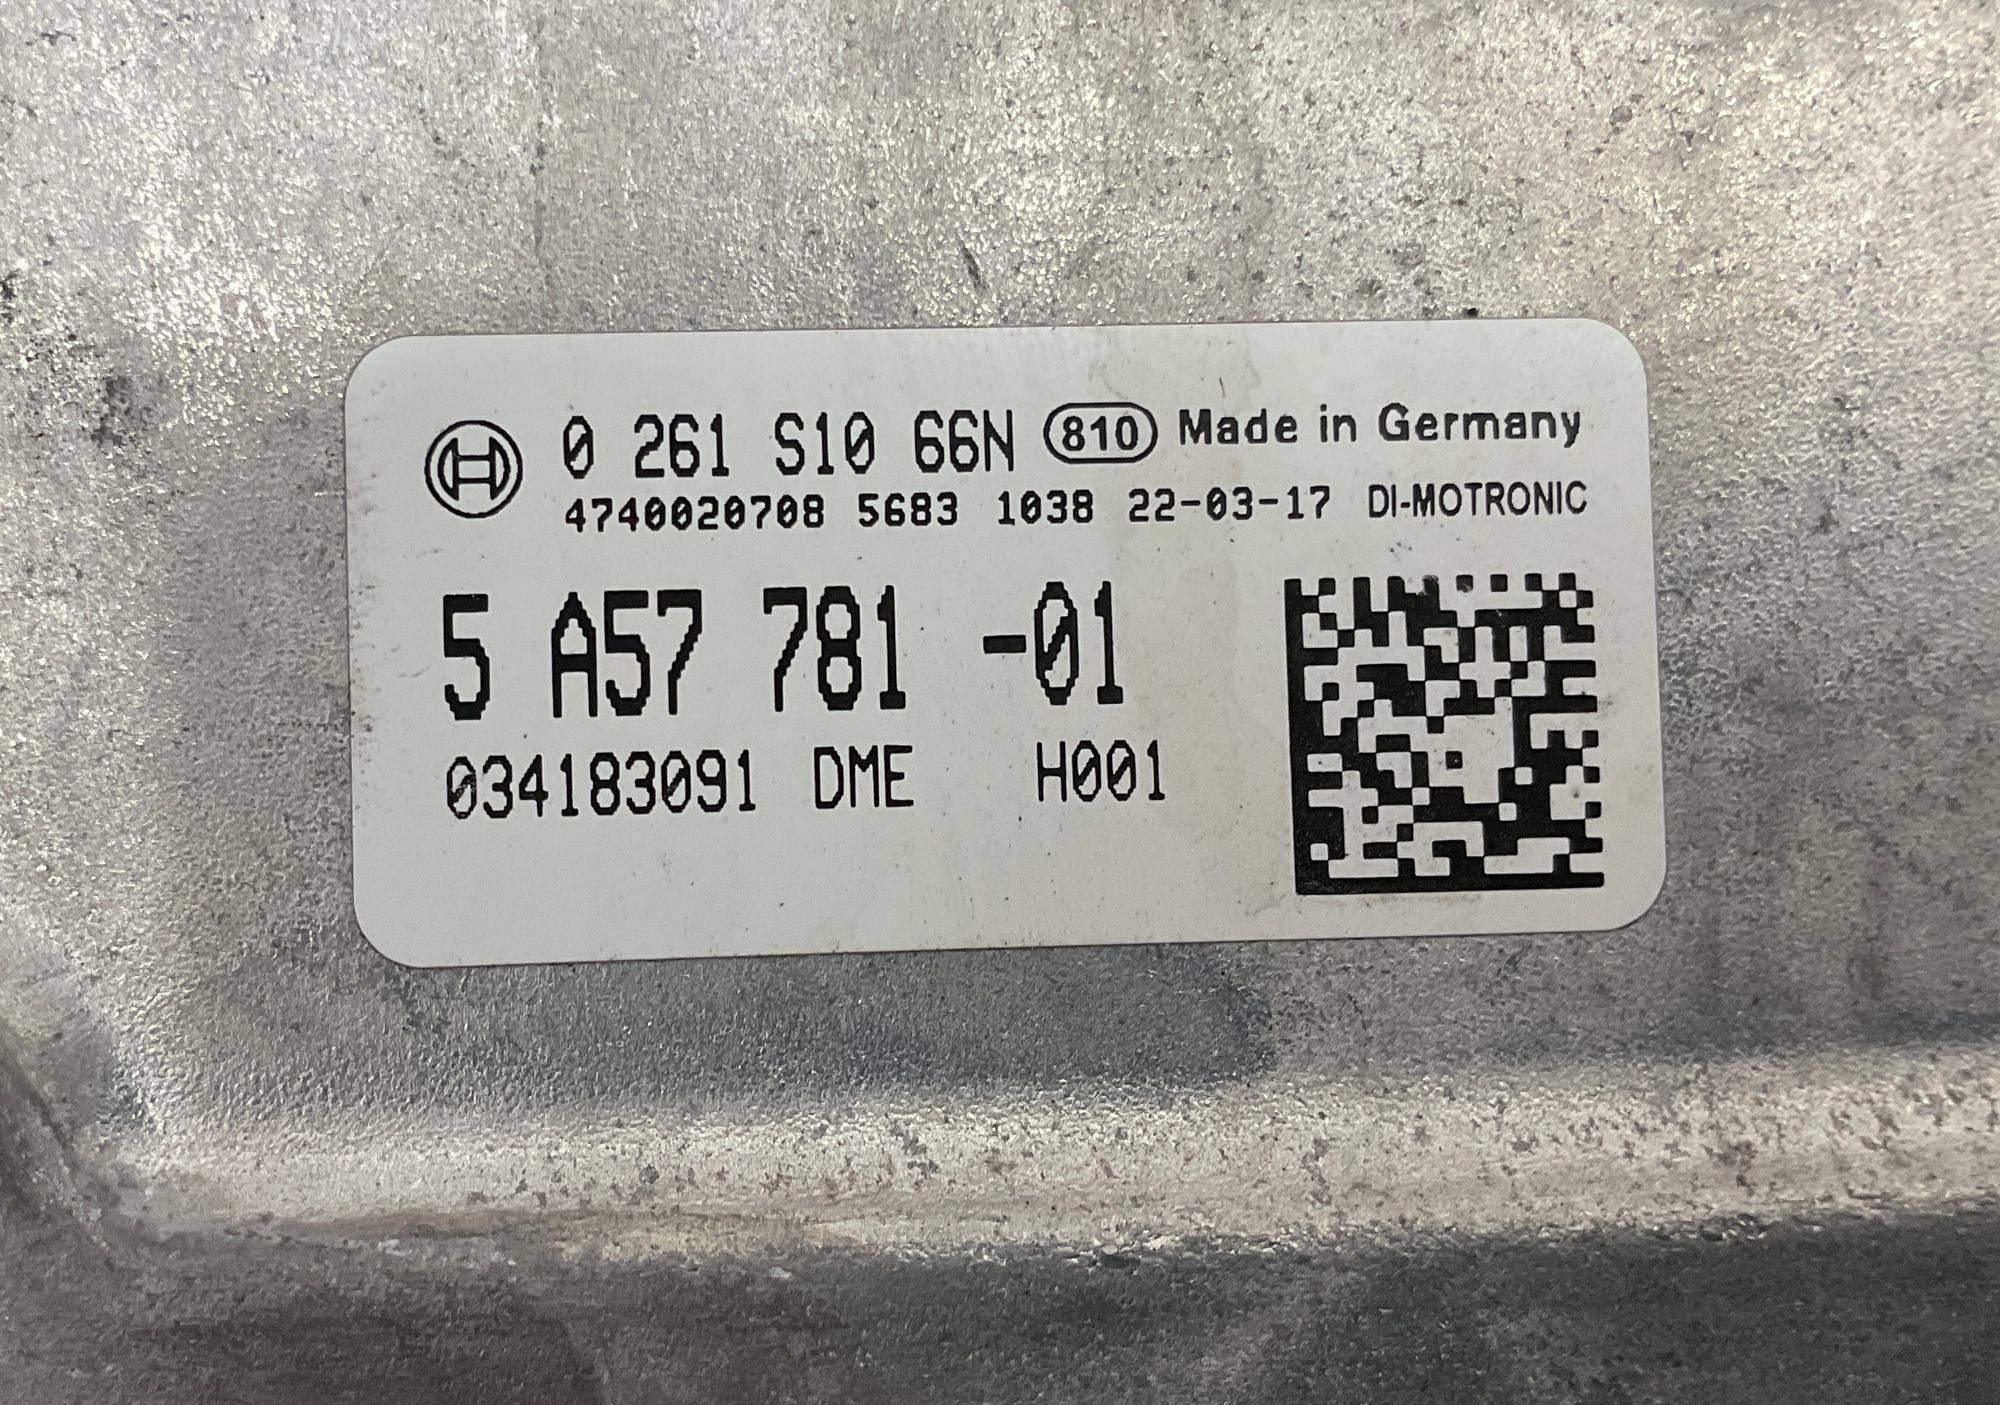 0 261 S10 66N 810 Made in Germany
4740020708 5683 1038 22-03-17 DI-MOTRONIC
5 A57 781 -01
034183091 DME H001